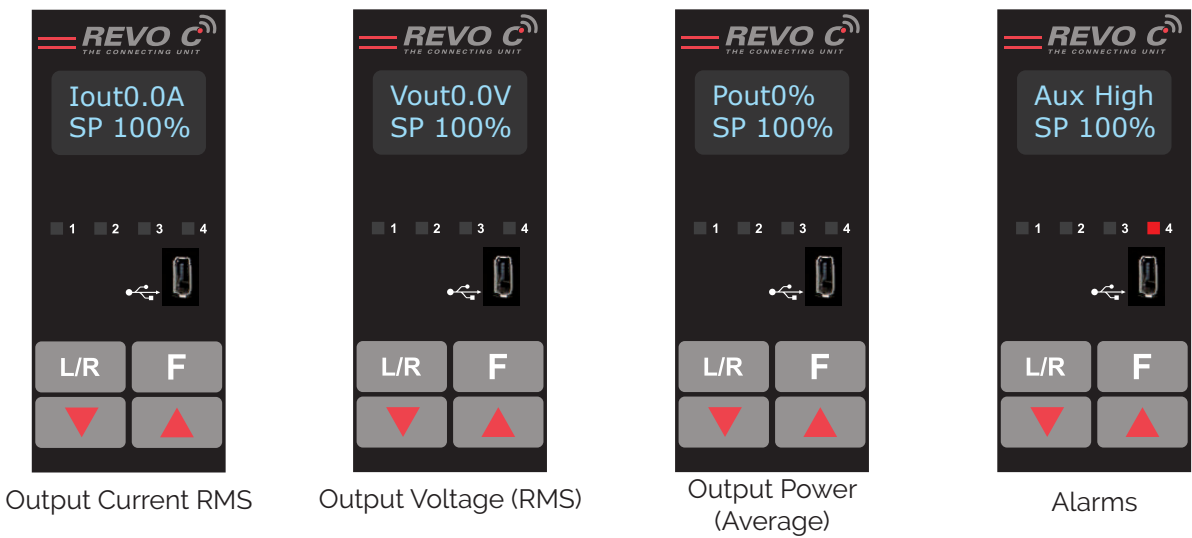 REVO C
THE CONNECTING UNIT
Iout0.0A
SP 100%
1 2 3 4
L/R F
Output Current RMS
REVO C
THE CONNECTING UNIT
Vout0.0V
SP 100%
1 2 3 4
L/R F
Output Voltage (RMS)
REVO C
THE CONNECTING UNIT
Pout0%
SP 100%
1 2 3 4
L/R F
Output Power
(Average)
REVO C
THE CONNECTING UNIT
Aux High
SP 100%
1 2 3 4
L/R F
Alarms